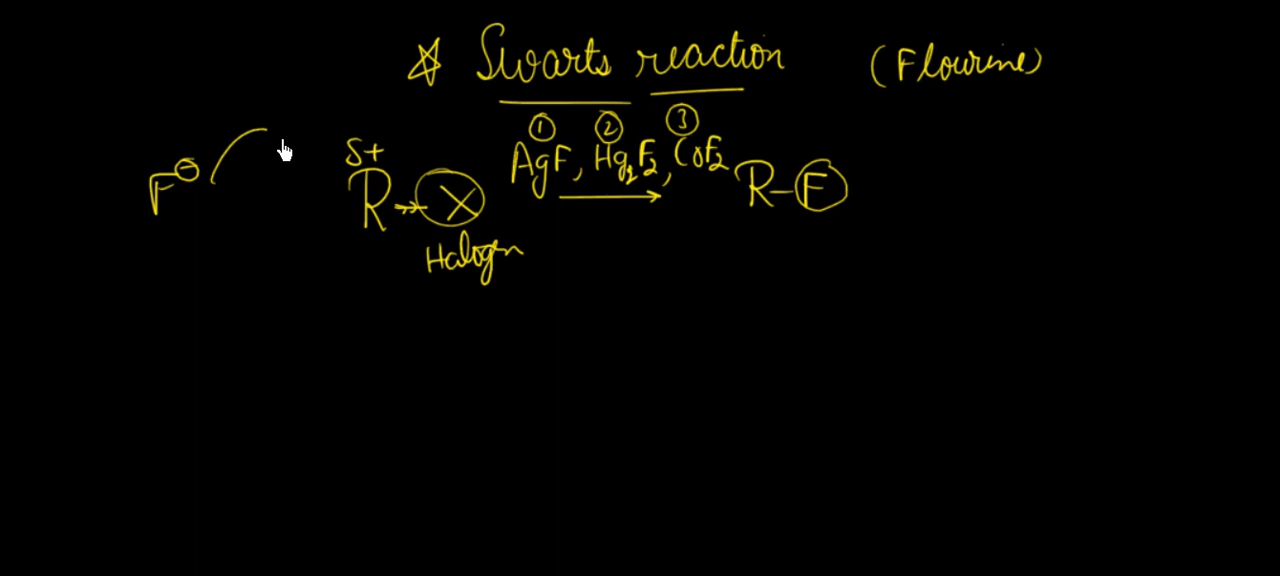 ☆ Swarts reaction (Flourine)
① ② ③
AgF, Hg₂F₂, CoF₂
F⊖ δ+ R X R-F
Halogen